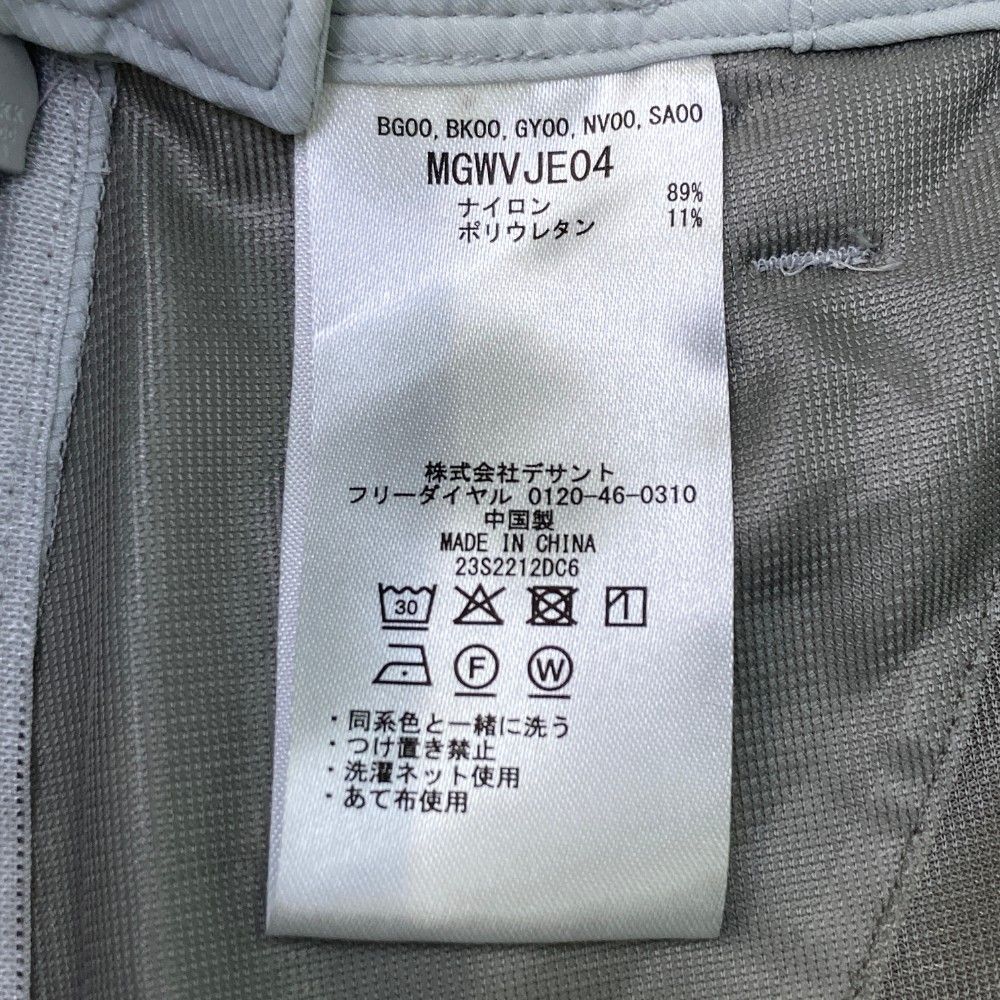 BG00, BK00, GY00, NV00, SA00
MGWVJE04
ナイロン 89%
ポリウレタン 11%
株式会社デサント
フリーダイヤル 0120-46-0310
中国製
MADE IN CHINA
23S2212DC6
30
F W
・同系色と一緒に洗う
・つけ置き禁止
・洗濯ネット使用
・あて布使用